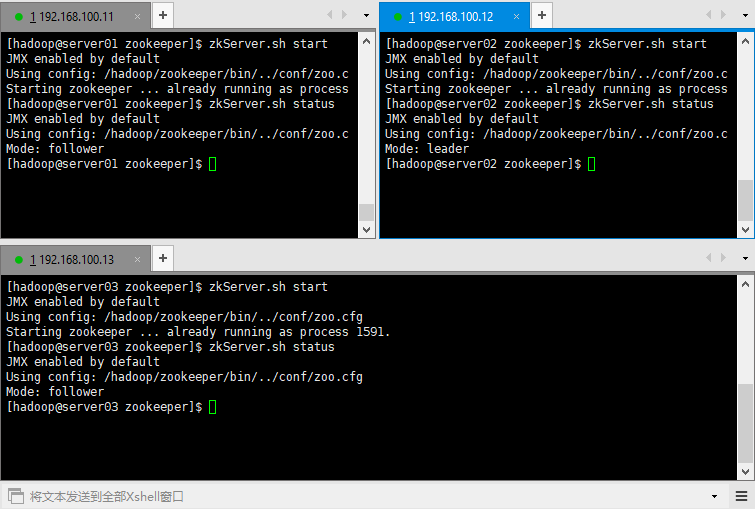 1 192.168.100.11
[hadoop@server01 zookeeper]$ zkServer.sh start
JMX enabled by default
Using config: /hadoop/zookeeper/bin/../conf/zoo.c
Starting zookeeper ... already running as process
[hadoop@server01 zookeeper]$ zkServer.sh status
JMX enabled by default
Using config: /hadoop/zookeeper/bin/../conf/zoo.c
Mode: follower
[hadoop@server01 zookeeper]$
1 192.168.100.12
[hadoop@server02 zookeeper]$ zkServer.sh start
JMX enabled by default
Using config: /hadoop/zookeeper/bin/../conf/zoo.c
Starting zookeeper ... already running as process
[hadoop@server02 zookeeper]$ zkServer.sh status
JMX enabled by default
Using config: /hadoop/zookeeper/bin/../conf/zoo.c
Mode: leader
[hadoop@server02 zookeeper]$
1 192.168.100.13
[hadoop@server03 zookeeper]$ zkServer.sh start
JMX enabled by default
Using config: /hadoop/zookeeper/bin/../conf/zoo.cfg
Starting zookeeper ... already running as process 1591.
[hadoop@server03 zookeeper]$ zkServer.sh status
JMX enabled by default
Using config: /hadoop/zookeeper/bin/../conf/zoo.cfg
Mode: follower
[hadoop@server03 zookeeper]$
将文本发送到全部Xshell窗口